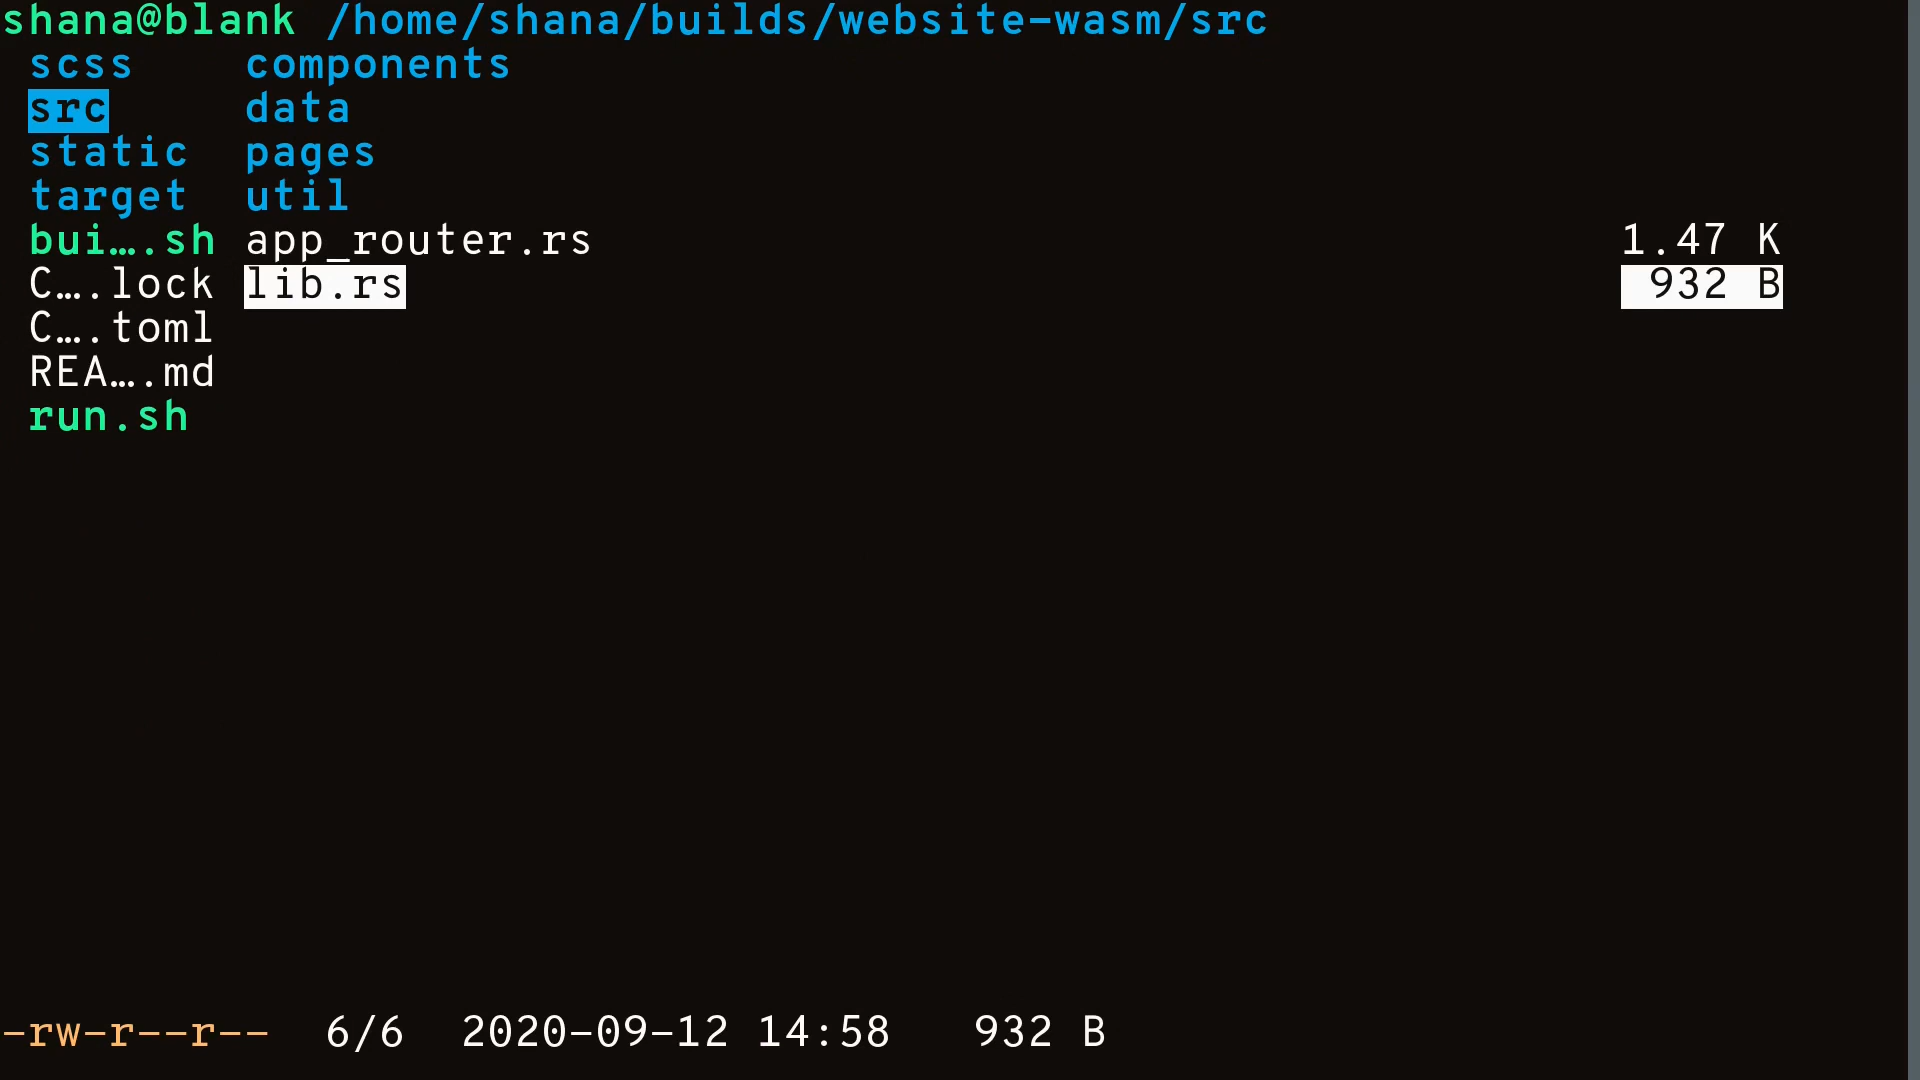 shana@blank /home/shana/builds/website-wasm/src
scss components
src data
static pages
target util
bui….sh app_router.rs 1.47 K
C….lock lib.rs 932 B
C….toml
REA….md
run.sh
-rw-r--r-- 6/6 2020-09-12 14:58 932 B